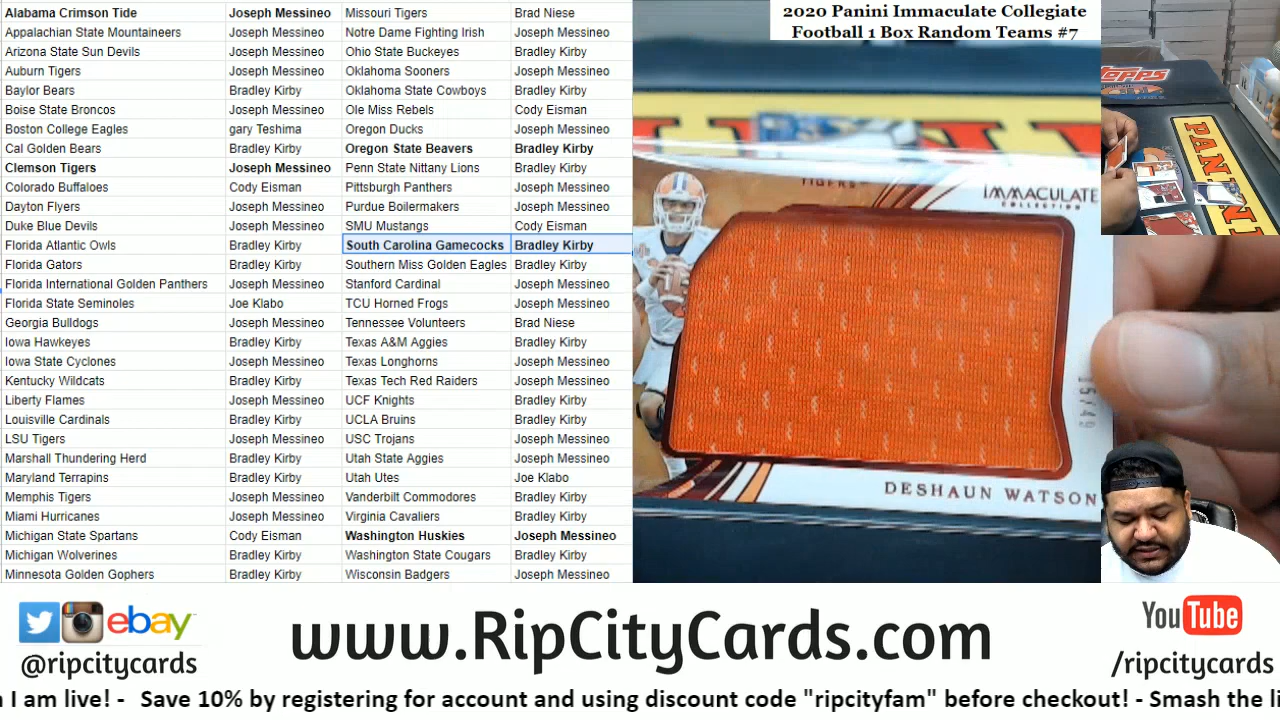 Alabama Crimson Tide Joseph Messineo Missouri Tigers Brad Niese
Appalachian State Mountaineers Joseph Messineo Notre Dame Fighting Irish Joseph Messineo
Arizona State Sun Devils Joseph Messineo Ohio State Buckeyes Bradley Kirby
Auburn Tigers Joseph Messineo Oklahoma Sooners Joseph Messineo
Baylor Bears Bradley Kirby Oklahoma State Cowboys Bradley Kirby
Boise State Broncos Joseph Messineo Ole Miss Rebels Cody Eisman
Boston College Eagles gary Teshima Oregon Ducks Joseph Messineo
Cal Golden Bears Bradley Kirby Oregon State Beavers Bradley Kirby
Clemson Tigers Joseph Messineo Penn State Nittany Lions Bradley Kirby
Colorado Buffaloes Cody Eisman Pittsburgh Panthers Joseph Messineo
Dayton Flyers Joseph Messineo Purdue Boilermakers Joseph Messineo
Duke Blue Devils Joseph Messineo SMU Mustangs Cody Eisman
Florida Atlantic Owls Bradley Kirby South Carolina Gamecocks Bradley Kirby
Florida Gators Bradley Kirby Southern Miss Golden Eagles Bradley Kirby
Florida International Golden Panthers Joseph Messineo Stanford Cardinal Joseph Messineo
Florida State Seminoles Joe Klabo TCU Horned Frogs Joseph Messineo
Georgia Bulldogs Joseph Messineo Tennessee Volunteers Brad Niese
Iowa Hawkeyes Bradley Kirby Texas A&M Aggies Bradley Kirby
Iowa State Cyclones Joseph Messineo Texas Longhorns Joseph Messineo
Kentucky Wildcats Bradley Kirby Texas Tech Red Raiders Joseph Messineo
Liberty Flames Joseph Messineo UCF Knights Bradley Kirby
Louisville Cardinals Bradley Kirby UCLA Bruins Bradley Kirby
LSU Tigers Joseph Messineo USC Trojans Joseph Messineo
Marshall Thundering Herd Bradley Kirby Utah State Aggies Joseph Messineo
Maryland Terrapins Bradley Kirby Utah Utes Joe Klabo
Memphis Tigers Joseph Messineo Vanderbilt Commodores Bradley Kirby
Miami Hurricanes Joseph Messineo Virginia Cavaliers Bradley Kirby
Michigan State Spartans Cody Eisman Washington Huskies Joseph Messineo
Michigan Wolverines Bradley Kirby Washington State Cougars Bradley Kirby
Minnesota Golden Gophers Bradley Kirby Wisconsin Badgers Joseph Messineo
2020 Panini Immaculate Collegiate
Football 1 Box Random Teams #7
TIGERS
IMMACULATE
COLLECTION
DESHAUN WATSON
Topps
PANINI
ebay
@ripcitycards
www.RipCityCards.com
YouTube
/ripcitycards
I am live! - Save 10% by registering for account and using discount code "ripcityfam" before checkout! - Smash the